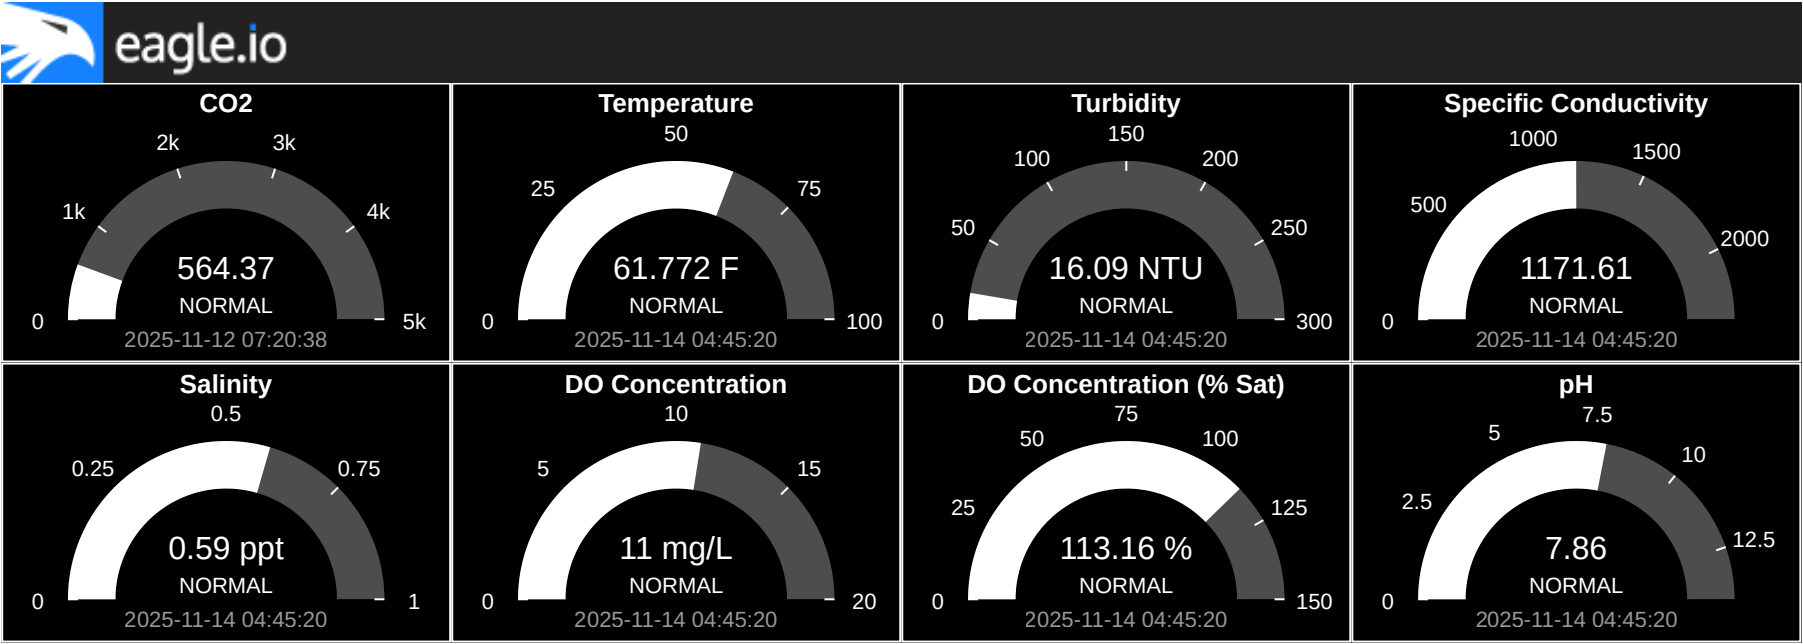 eagle.io
CO2
2k
3k
1k
4k
564.37
NORMAL
0
5k
2025-11-12 07:20:38
Temperature
50
25
75
61.772 F
NORMAL
0
100
2025-11-14 04:45:20
Turbidity
150
100
200
50
250
16.09 NTU
NORMAL
0
300
2025-11-14 04:45:20
Specific Conductivity
1000
1500
500
2000
1171.61
NORMAL
0
2025-11-14 04:45:20
Salinity
0.5
0.25
0.75
0.59 ppt
NORMAL
0
1
2025-11-14 04:45:20
DO Concentration
10
5
15
11 mg/L
NORMAL
0
20
2025-11-14 04:45:20
DO Concentration (% Sat)
75
50
100
25
125
113.16 %
NORMAL
0
150
2025-11-14 04:45:20
pH
7.5
5
10
2.5
12.5
7.86
NORMAL
0
2025-11-14 04:45:20